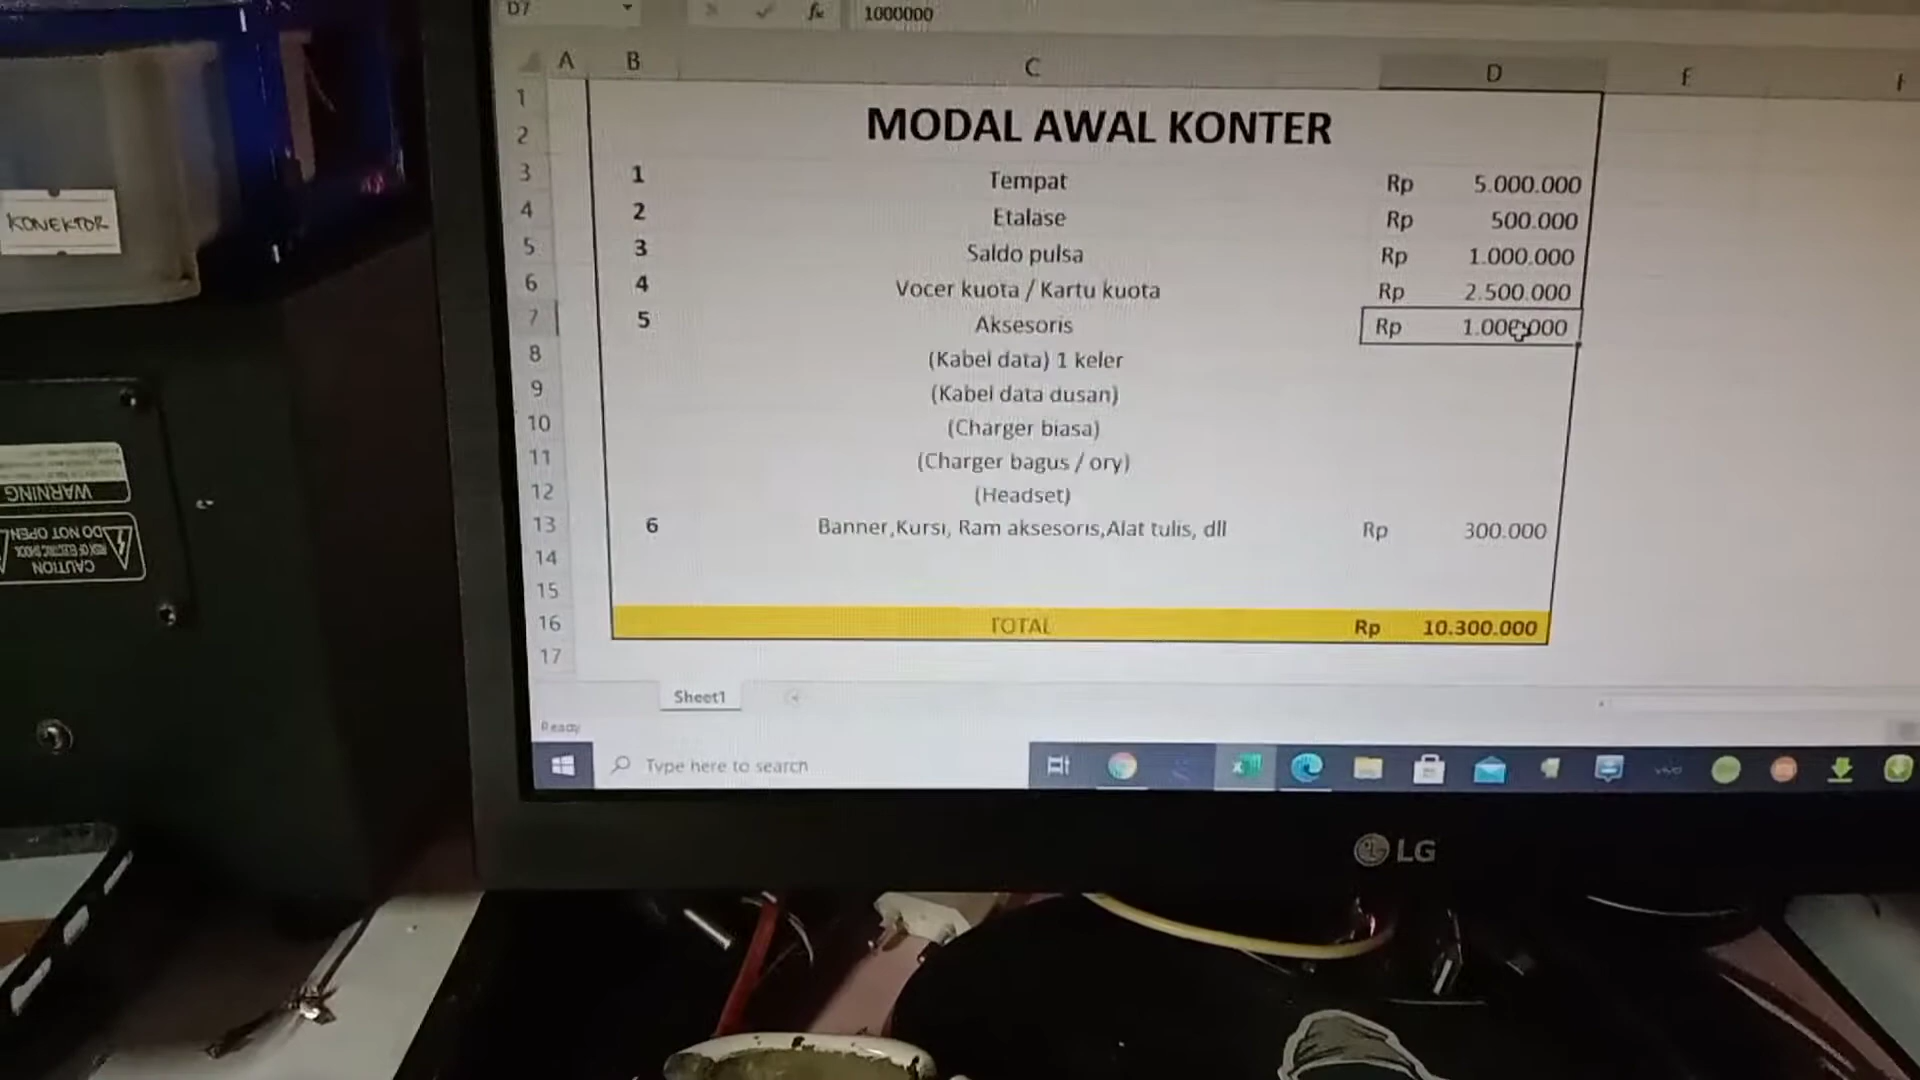 D7 fx 1000000
A B C D E F
1
2 MODAL AWAL KONTER
3 1 Tempat Rp 5.000.000
4 2 Etalase Rp 500.000
5 3 Saldo pulsa Rp 1.000.000
6 4 Vocer kuota / Kartu kuota Rp 2.500.000
7 5 Aksesoris Rp 1.000.000
8 (Kabel data) 1 keler
9 (Kabel data dusan)
10 (Charger biasa)
11 (Charger bagus / ory)
12 (Headset)
13 6 Banner,Kursi, Ram aksesoris,Alat tulis, dll Rp 300.000
14
15
16 TOTAL Rp 10.300.000
17
Sheet1
Ready
Type here to search
LG
KONEKTOR
WARNING
CAUTION
RISK OF ELECTRIC SHOCK
DO NOT OPEN